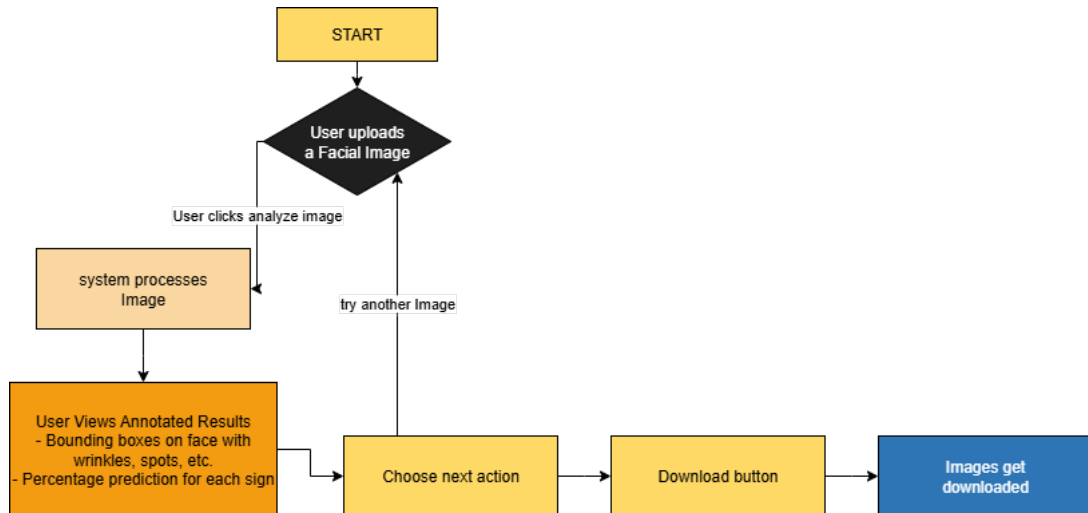 START
User uploads
a Facial Image
User clicks analyze image
system processes
Image
try another Image
User Views Annotated Results
- Bounding boxes on face with
wrinkles, spots, etc.
- Percentage prediction for each sign
Choose next action
Download button
Images get
downloaded